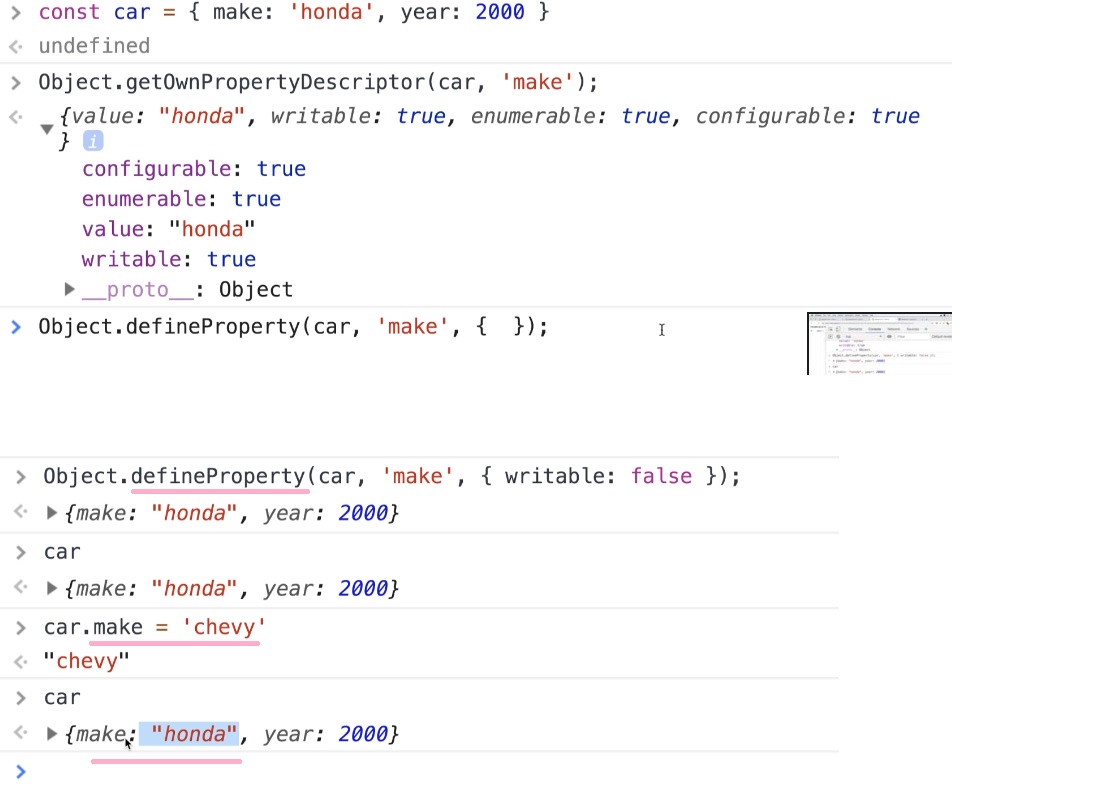 > const car = { make: 'honda', year: 2000 }
<· undefined
> Object.getOwnPropertyDescriptor(car, 'make');
<· ▼ {value: "honda", writable: true, enumerable: true, configurable: true
} i
configurable: true
enumerable: true
value: "honda"
writable: true
▶ __proto__: Object
> Object.defineProperty(car, 'make', {  });
> Object.defineProperty(car, 'make', { writable: false });
<· ▶ {make: "honda", year: 2000}
> car
<· ▶ {make: "honda", year: 2000}
> car.make = 'chevy'
<· "chevy"
> car
<· ▶ {make: "honda", year: 2000}
>